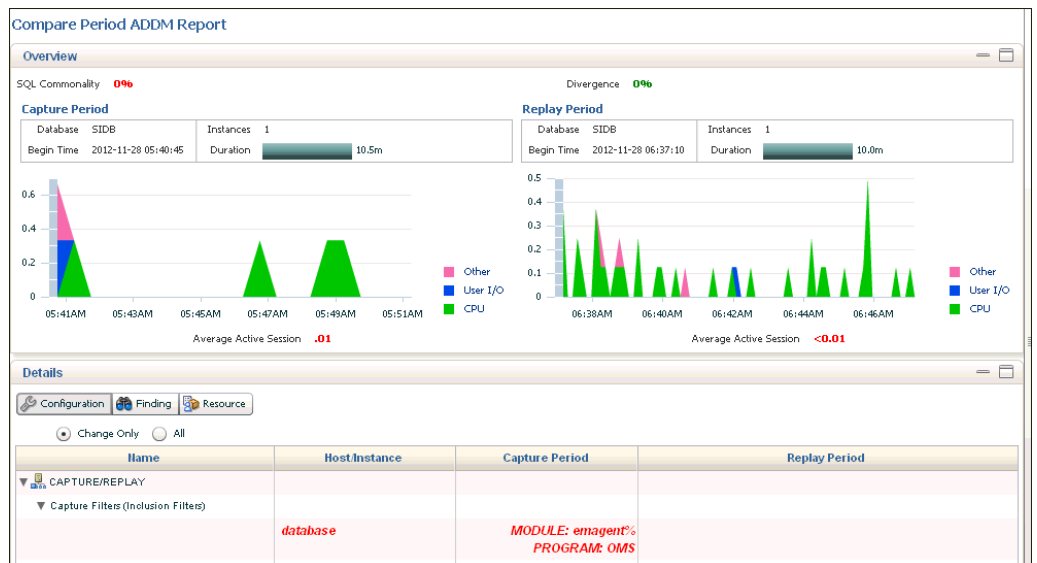 Compare Period ADDM Report
Overview
SQL Commonality 0%
Divergence 0%
Capture Period
Database SIDB Instances 1
Begin Time 2012-11-28 05:40:45 Duration 10.5m
0.6
0.4
0.2
0
05:41AM 05:43AM 05:45AM 05:47AM 05:49AM 05:51AM
Other
User I/O
CPU
Average Active Session .01
Replay Period
Database SIDB Instances 1
Begin Time 2012-11-28 06:37:10 Duration 10.0m
0.5
0.4
0.3
0.2
0.1
0
06:38AM 06:40AM 06:42AM 06:44AM 06:46AM
Other
User I/O
CPU
Average Active Session <0.01
Details
Configuration Finding Resource
Change Only All
Name Host/Instance Capture Period Replay Period
CAPTURE/REPLAY
Capture Filters (Inclusion Filters)
database MODULE: emagent%
PROGRAM: OMS